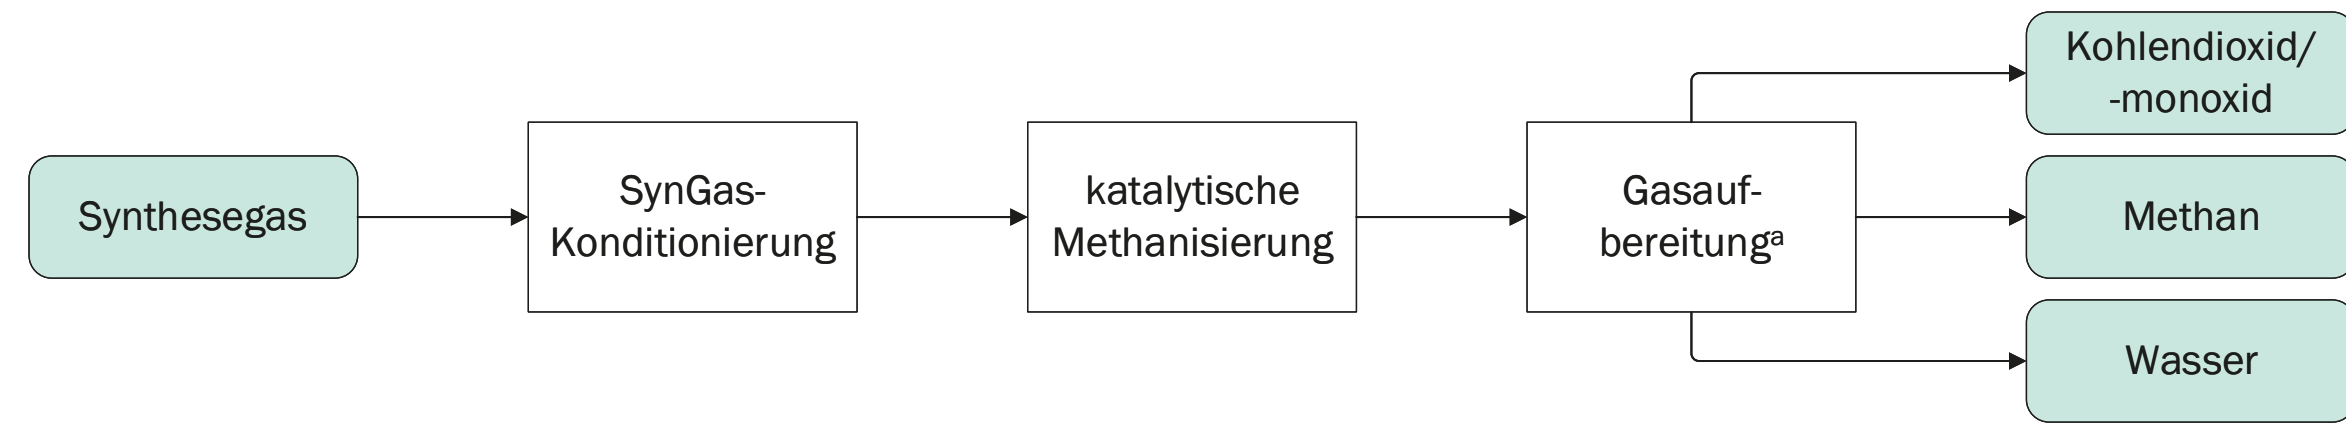 Synthesegas
SynGas-
Konditionierung
katalytische
Methanisierung
Gasauf-
bereitungᵃ
Kohlendioxid/
-monoxid
Methan
Wasser